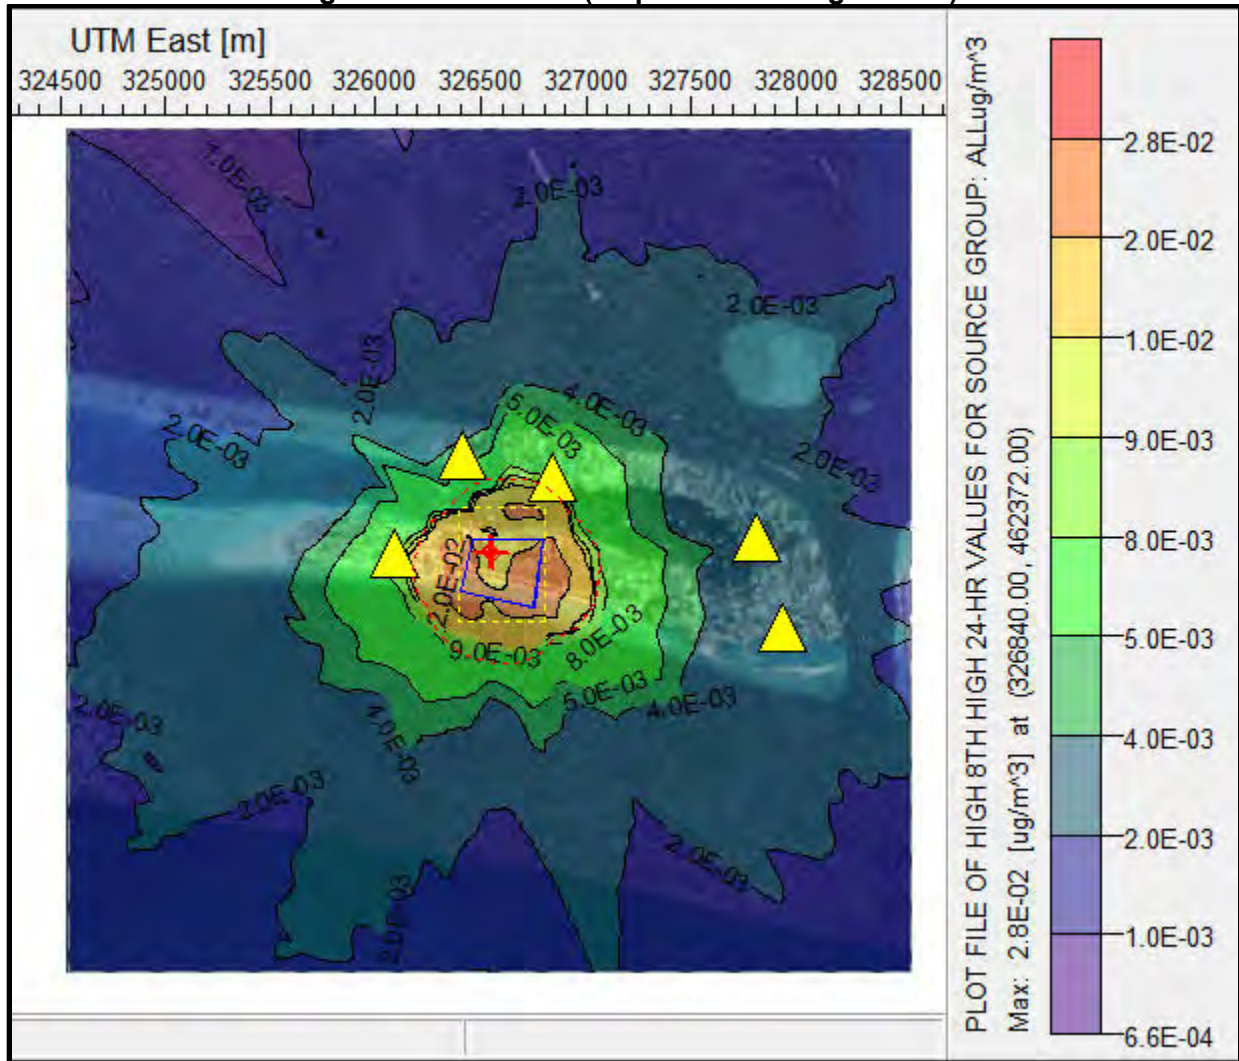 UTM East [m]
324500 325000 325500 326000 326500 327000 327500 328000 328500
1.0E-03
2.0E-03
2.0E-03
2.0E-03
4.0E-03
5.0E-03
2.0E-03
2.0E-03
2.0E-02
9.0E-03
8.0E-03
5.0E-03
4.0E-03
2.0E-03
4.0E-03
2.0E-03
2.0E-03
2.0E-03
PLOT FILE OF HIGH 8TH HIGH 24-HR VALUES FOR SOURCE GROUP: ALLug/m^3
Max: 2.8E-02 [ug/m^3] at (326840.00, 462372.00)
2.8E-02
2.0E-02
1.0E-02
9.0E-03
8.0E-03
5.0E-03
4.0E-03
2.0E-03
1.0E-03
6.6E-04